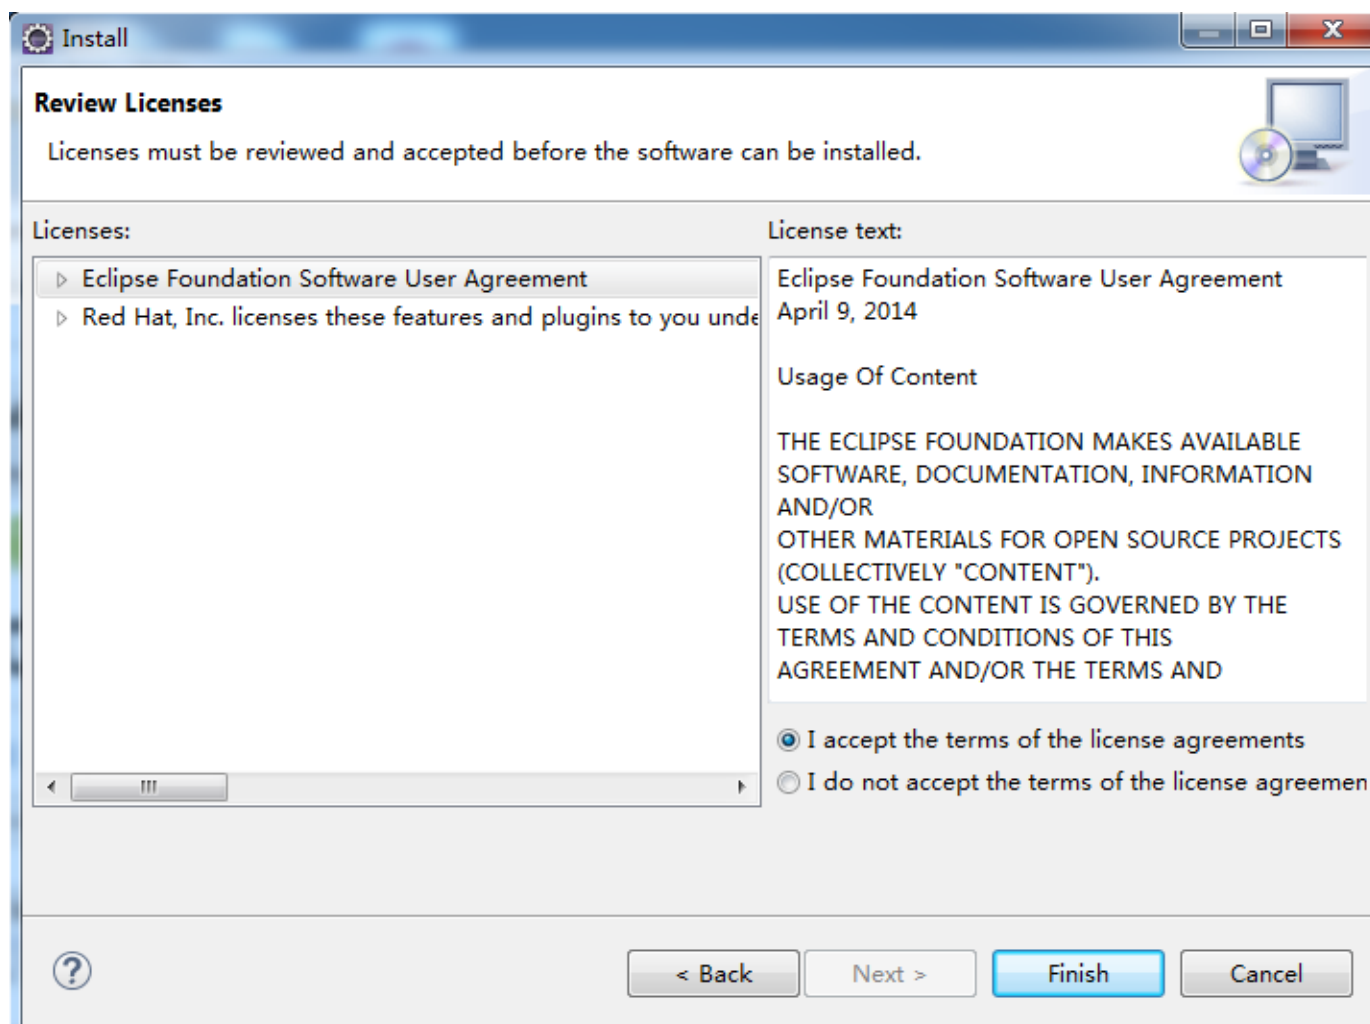 Install
Review Licenses
Licenses must be reviewed and accepted before the software can be installed.
Licenses:
Eclipse Foundation Software User Agreement
Red Hat, Inc. licenses these features and plugins to you unde
License text:
Eclipse Foundation Software User Agreement
April 9, 2014
Usage Of Content
THE ECLIPSE FOUNDATION MAKES AVAILABLE
SOFTWARE, DOCUMENTATION, INFORMATION
AND/OR
OTHER MATERIALS FOR OPEN SOURCE PROJECTS
(COLLECTIVELY "CONTENT").
USE OF THE CONTENT IS GOVERNED BY THE
TERMS AND CONDITIONS OF THIS
AGREEMENT AND/OR THE TERMS AND
I accept the terms of the license agreements
I do not accept the terms of the license agreemen
< Back
Next >
Finish
Cancel